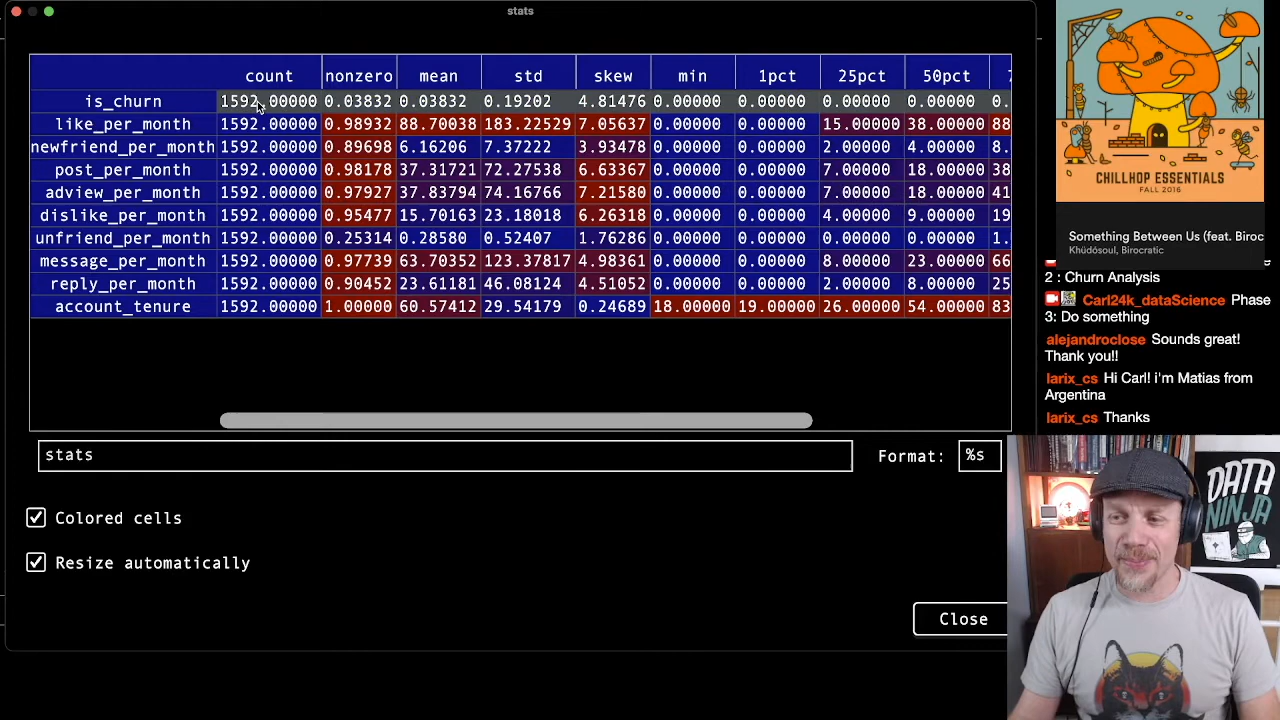 stats
count nonzero mean std skew min 1pct 25pct 50pct
is_churn 1592.00000 0.03832 0.03832 0.19202 4.81476 0.00000 0.00000 0.00000 0.00000 0.
like_per_month 1592.00000 0.98932 88.70038 183.22529 7.05637 0.00000 0.00000 15.00000 38.00000 88
newfriend_per_month 1592.00000 0.89698 6.76206 7.37222 3.93478 0.00000 0.00000 2.00000 4.00000 8.
post_per_month 1592.00000 0.98178 37.31721 72.27538 6.63367 0.00000 0.00000 7.00000 18.00000 38
adview_per_month 1592.00000 0.97927 37.83794 74.16766 7.21580 0.00000 0.00000 7.00000 18.00000 41
dislike_per_month 1592.00000 0.95477 15.70163 23.18018 6.26318 0.00000 0.00000 4.00000 9.00000 19
unfriend_per_month 1592.00000 0.25314 0.28580 0.52407 1.76286 0.00000 0.00000 0.00000 0.00000 1.
message_per_month 1592.00000 0.97739 63.70352 123.37817 4.98361 0.00000 0.00000 8.00000 23.00000 66
reply_per_month 1592.00000 0.90452 23.61181 46.08124 4.51052 0.00000 0.00000 2.00000 8.00000 25
account_tenure 1592.00000 1.00000 60.57412 29.54179 0.24689 18.00000 19.00000 26.00000 54.00000 83
stats
Format: %s
Colored cells
Resize automatically
Close
CHILLHOP ESSENTIALS
FALL 2016
Something Between Us (feat. Biroc
Khúdósoul, Birocratic
2 : Churn Analysis
Carl24k_dataScience Phase
3: Do something
alejandroclose Sounds great!
Thank you!!
larix_cs Hi Carl! i'm Matias from
Argentina
larix_cs Thanks
DATA
NINJA